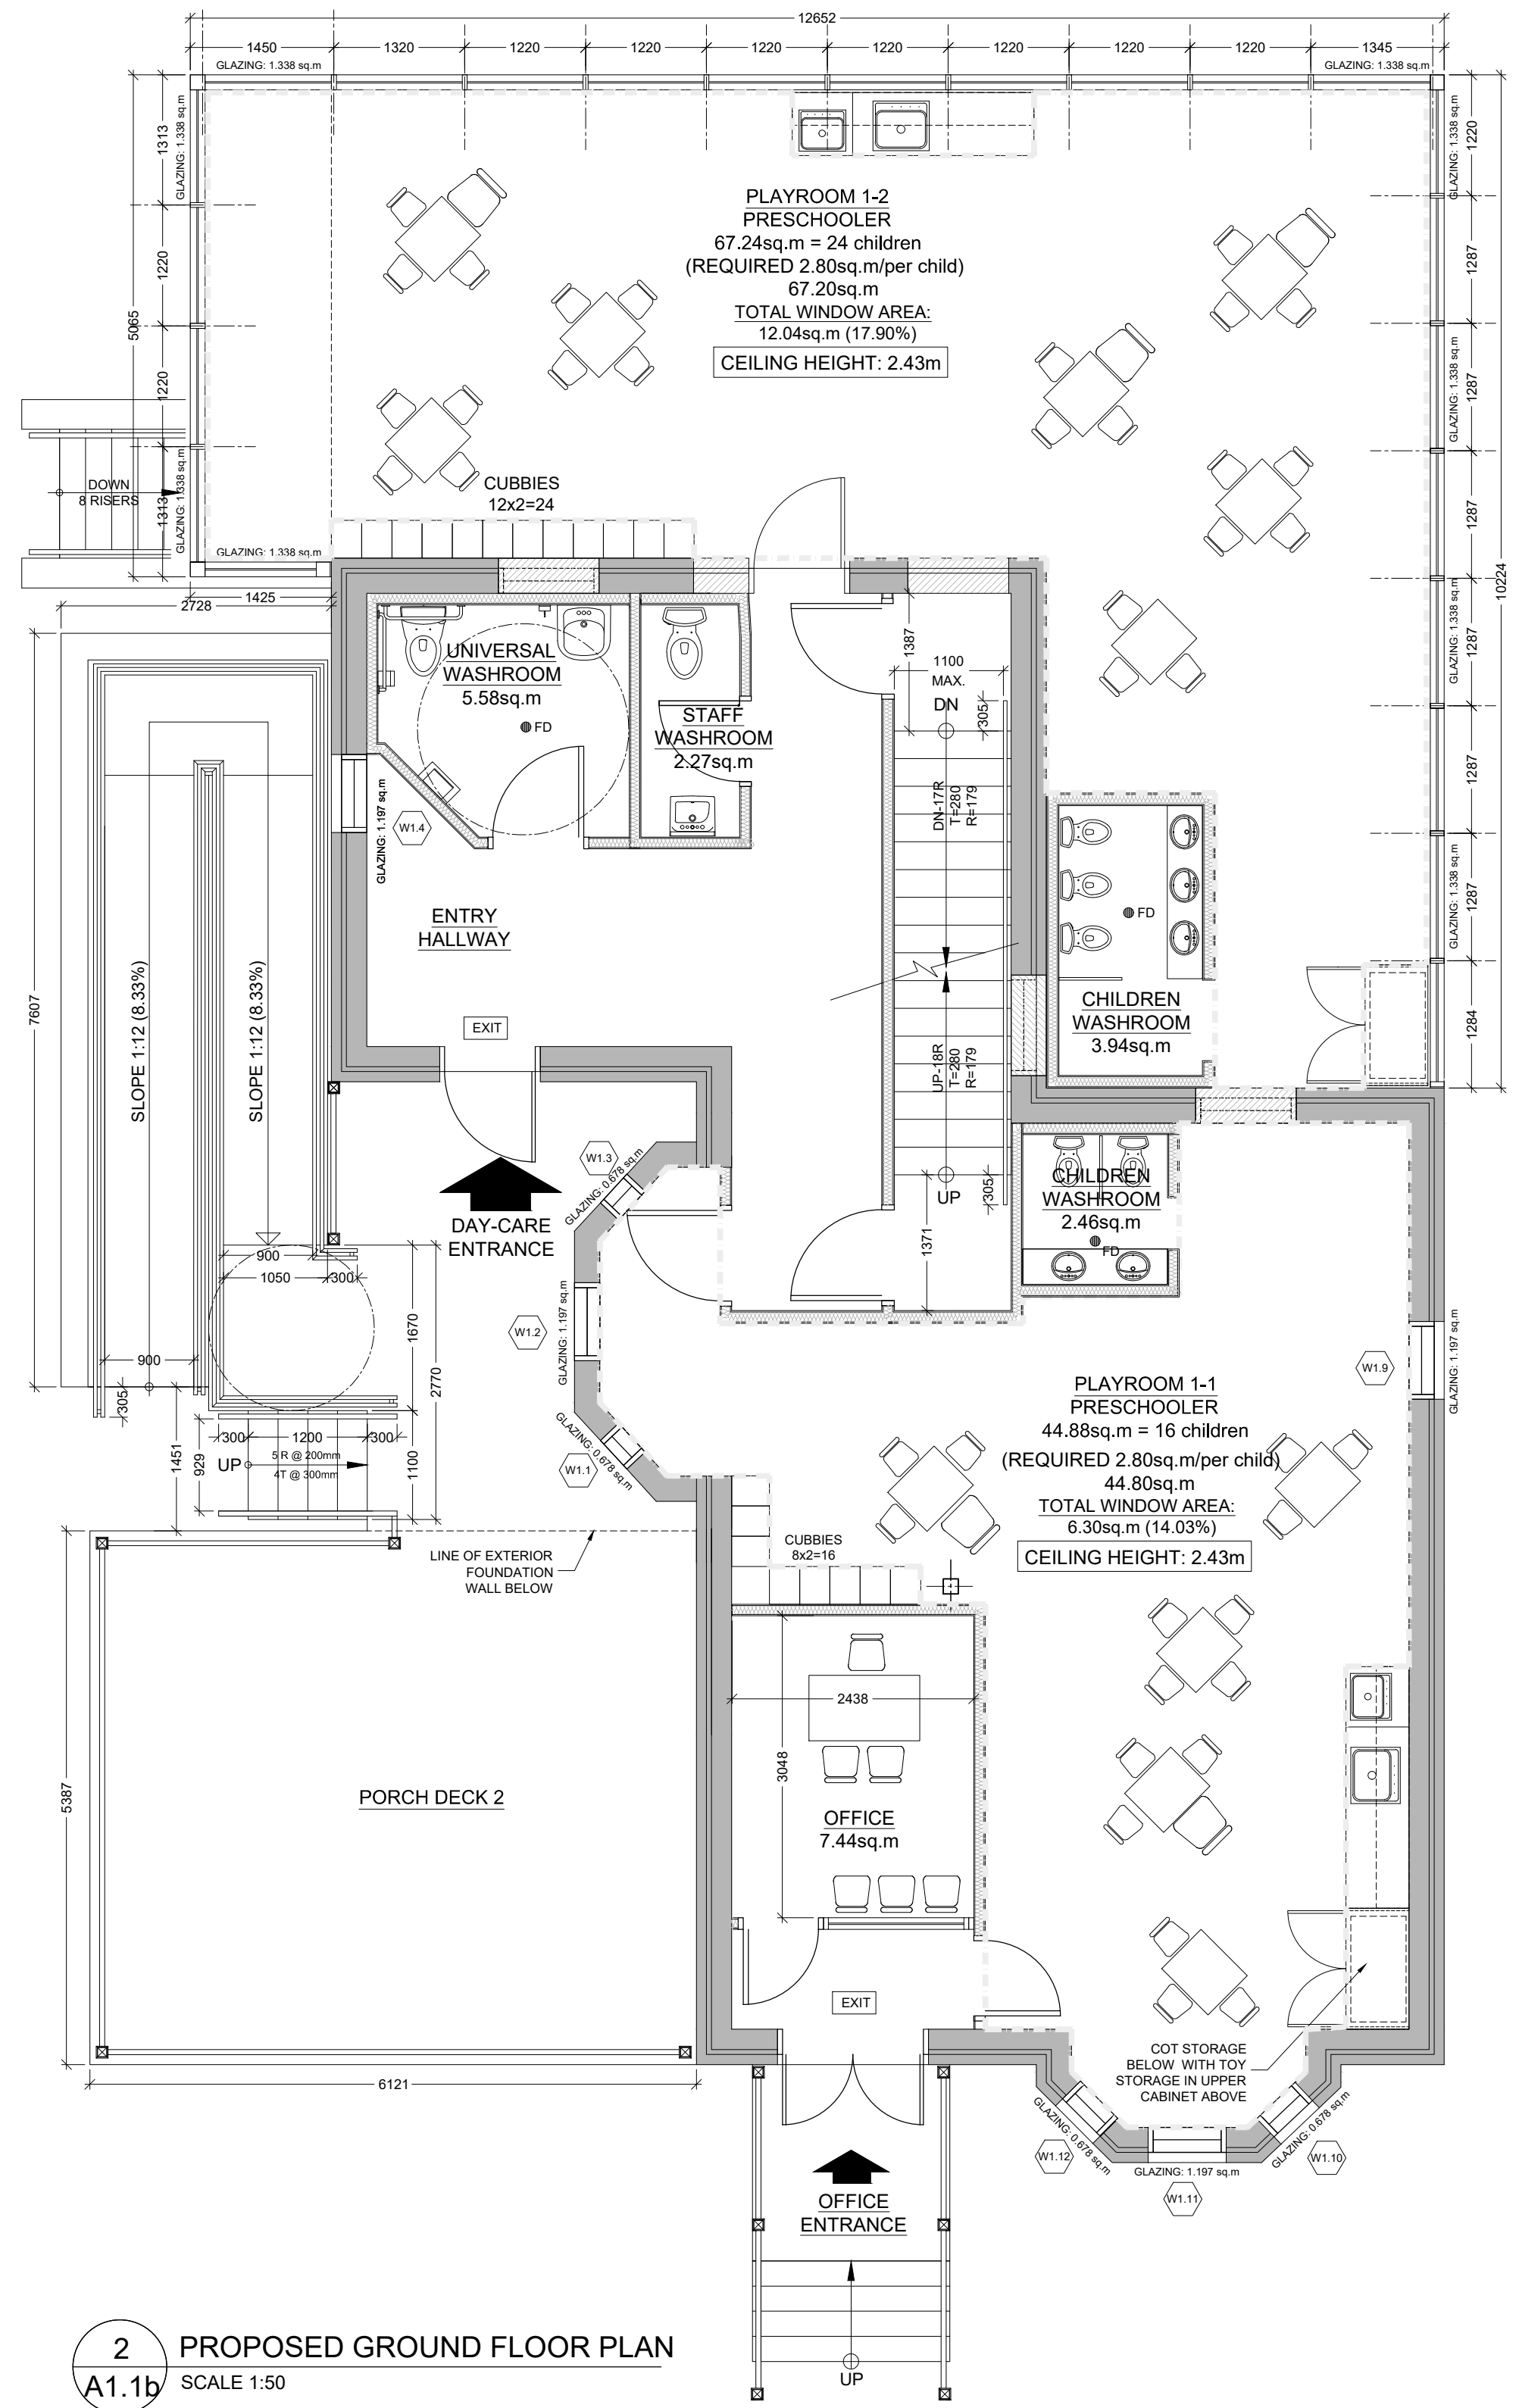 12652
1450
1320
1220
1220
1220
1220
1220
1220
1220
1345
GLAZING: 1.338 sq.m
GLAZING: 1.338 sq.m
5065
1313
1220
1220
1313
GLAZING: 1.338 sq.m
GLAZING: 1.338 sq.m
GLAZING: 1.338 sq.m
1425
2728
DOWN
8 RISERS
PLAYROOM 1-2
PRESCHOOLER
67.24sq.m = 24 children
(REQUIRED 2.80sq.m/per child)
67.20sq.m
TOTAL WINDOW AREA:
12.04sq.m (17.90%)
CEILING HEIGHT: 2.43m
GLAZING: 1.338 sq.m
GLAZING: 1.338 sq.m
GLAZING: 1.338 sq.m
GLAZING: 1.338 sq.m
1220
1287
1287
1287
1287
1287
1287
1284
10224
CUBBIES
12x2=24
UNIVERSAL
WASHROOM
5.58sq.m
FD
STAFF
WASHROOM
2.27sq.m
1387
1100
MAX.
DN
305
DN-17R
T=280
R=179
GLAZING: 1.197 sq.m
W1.4
ENTRY
HALLWAY
EXIT
FD
CHILDREN
WASHROOM
3.94sq.m
UP-18R
T=280
R=179
UP
305
1371
7607
SLOPE 1:12 (8.33%)
SLOPE 1:12 (8.33%)
DAY-CARE
ENTRANCE
W1.3
GLAZING: 0.678 sq.m
CHILDREN
WASHROOM
2.46sq.m
FD
900
1050
300
1670
2770
1100
900
305
1451
929
300
1200
300
UP
5 R @ 200mm
4T @ 300mm
W1.2
GLAZING: 1.197 sq.m
W1.1
GLAZING: 0.678 sq.m
W1.9
GLAZING: 1.197 sq.m
PLAYROOM 1-1
PRESCHOOLER
44.88sq.m = 16 children
(REQUIRED 2.80sq.m/per child)
44.80sq.m
TOTAL WINDOW AREA:
6.30sq.m (14.03%)
CEILING HEIGHT: 2.43m
CUBBIES
8x2=16
LINE OF EXTERIOR
FOUNDATION
WALL BELOW
2438
3048
OFFICE
7.44sq.m
5387
PORCH DECK 2
6121
EXIT
COT STORAGE
BELOW WITH TOY
STORAGE IN UPPER
CABINET ABOVE
GLAZING: 0.678 sq.m
W1.12
GLAZING: 1.197 sq.m
W1.11
GLAZING: 0.678 sq.m
W1.10
OFFICE
ENTRANCE
UP
2
A1.1b
PROPOSED GROUND FLOOR PLAN
SCALE 1:50